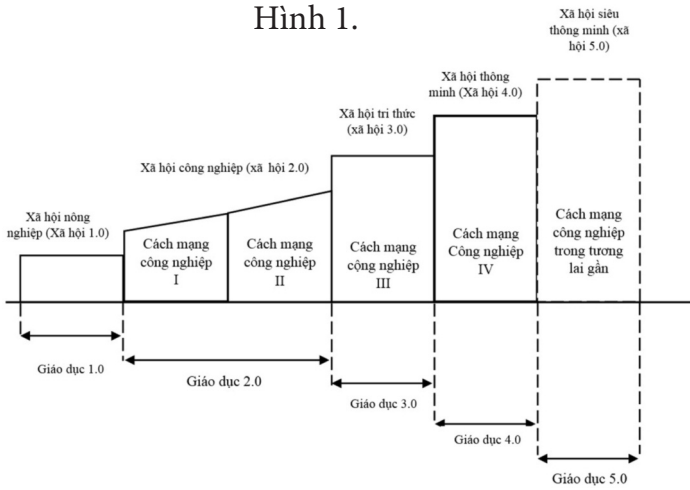 Hình 1.
Xã hội siêu
thông minh (xã
hội 5.0)
Xã hội thông
minh (Xã hội 4.0)
Xã hội tri thức
(xã hội 3.0)
Xã hội công nghiệp (xã hội 2.0)
Xã hội nông
nghiệp (Xã hội 1.0)
Cách mạng
công nghiệp
I
Cách mạng
công nghiệp
II
Cách mạng
công nghiệp
III
Cách mạng
Công nghiệp
IV
Cách mạng
công nghiệp
trong tương
lai gần
Giáo dục 1.0
Giáo dục 2.0
Giáo dục 3.0
Giáo dục 4.0
Giáo dục 5.0